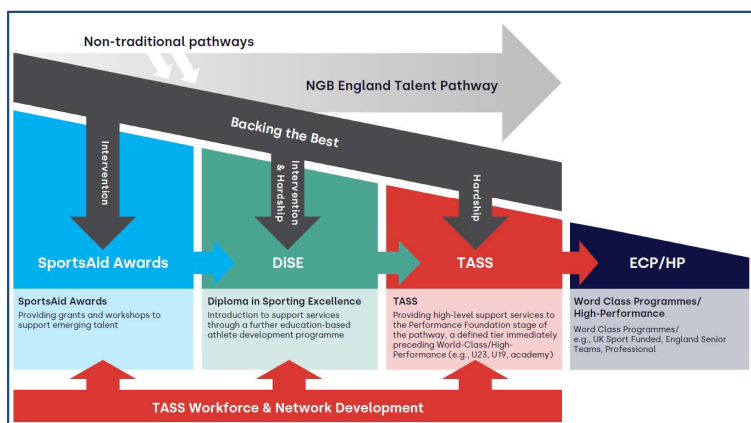 Non-traditional pathways
NGB England Talent Pathway
Backing the Best
Intervention
Intervention
& Hardship
Hardship
SportsAid Awards
DiSE
TASS
ECP/HP
SportsAid Awards
Providing grants and workshops to
support emerging talent
Diploma in Sporting Excellence
Introduction to support services
through a further education-based
athlete development programme
TASS
Providing high-level support services to
the Performance Foundation stage of
the pathway, a defined tier immediately
preceding World-Class/High-
Performance (e.g., U23, U19, academy)
Word Class Programmes/
High-Performance
Word Class Programmes/
e.g., UK Sport Funded, England Senior
Teams, Professional
TASS Workforce & Network Development